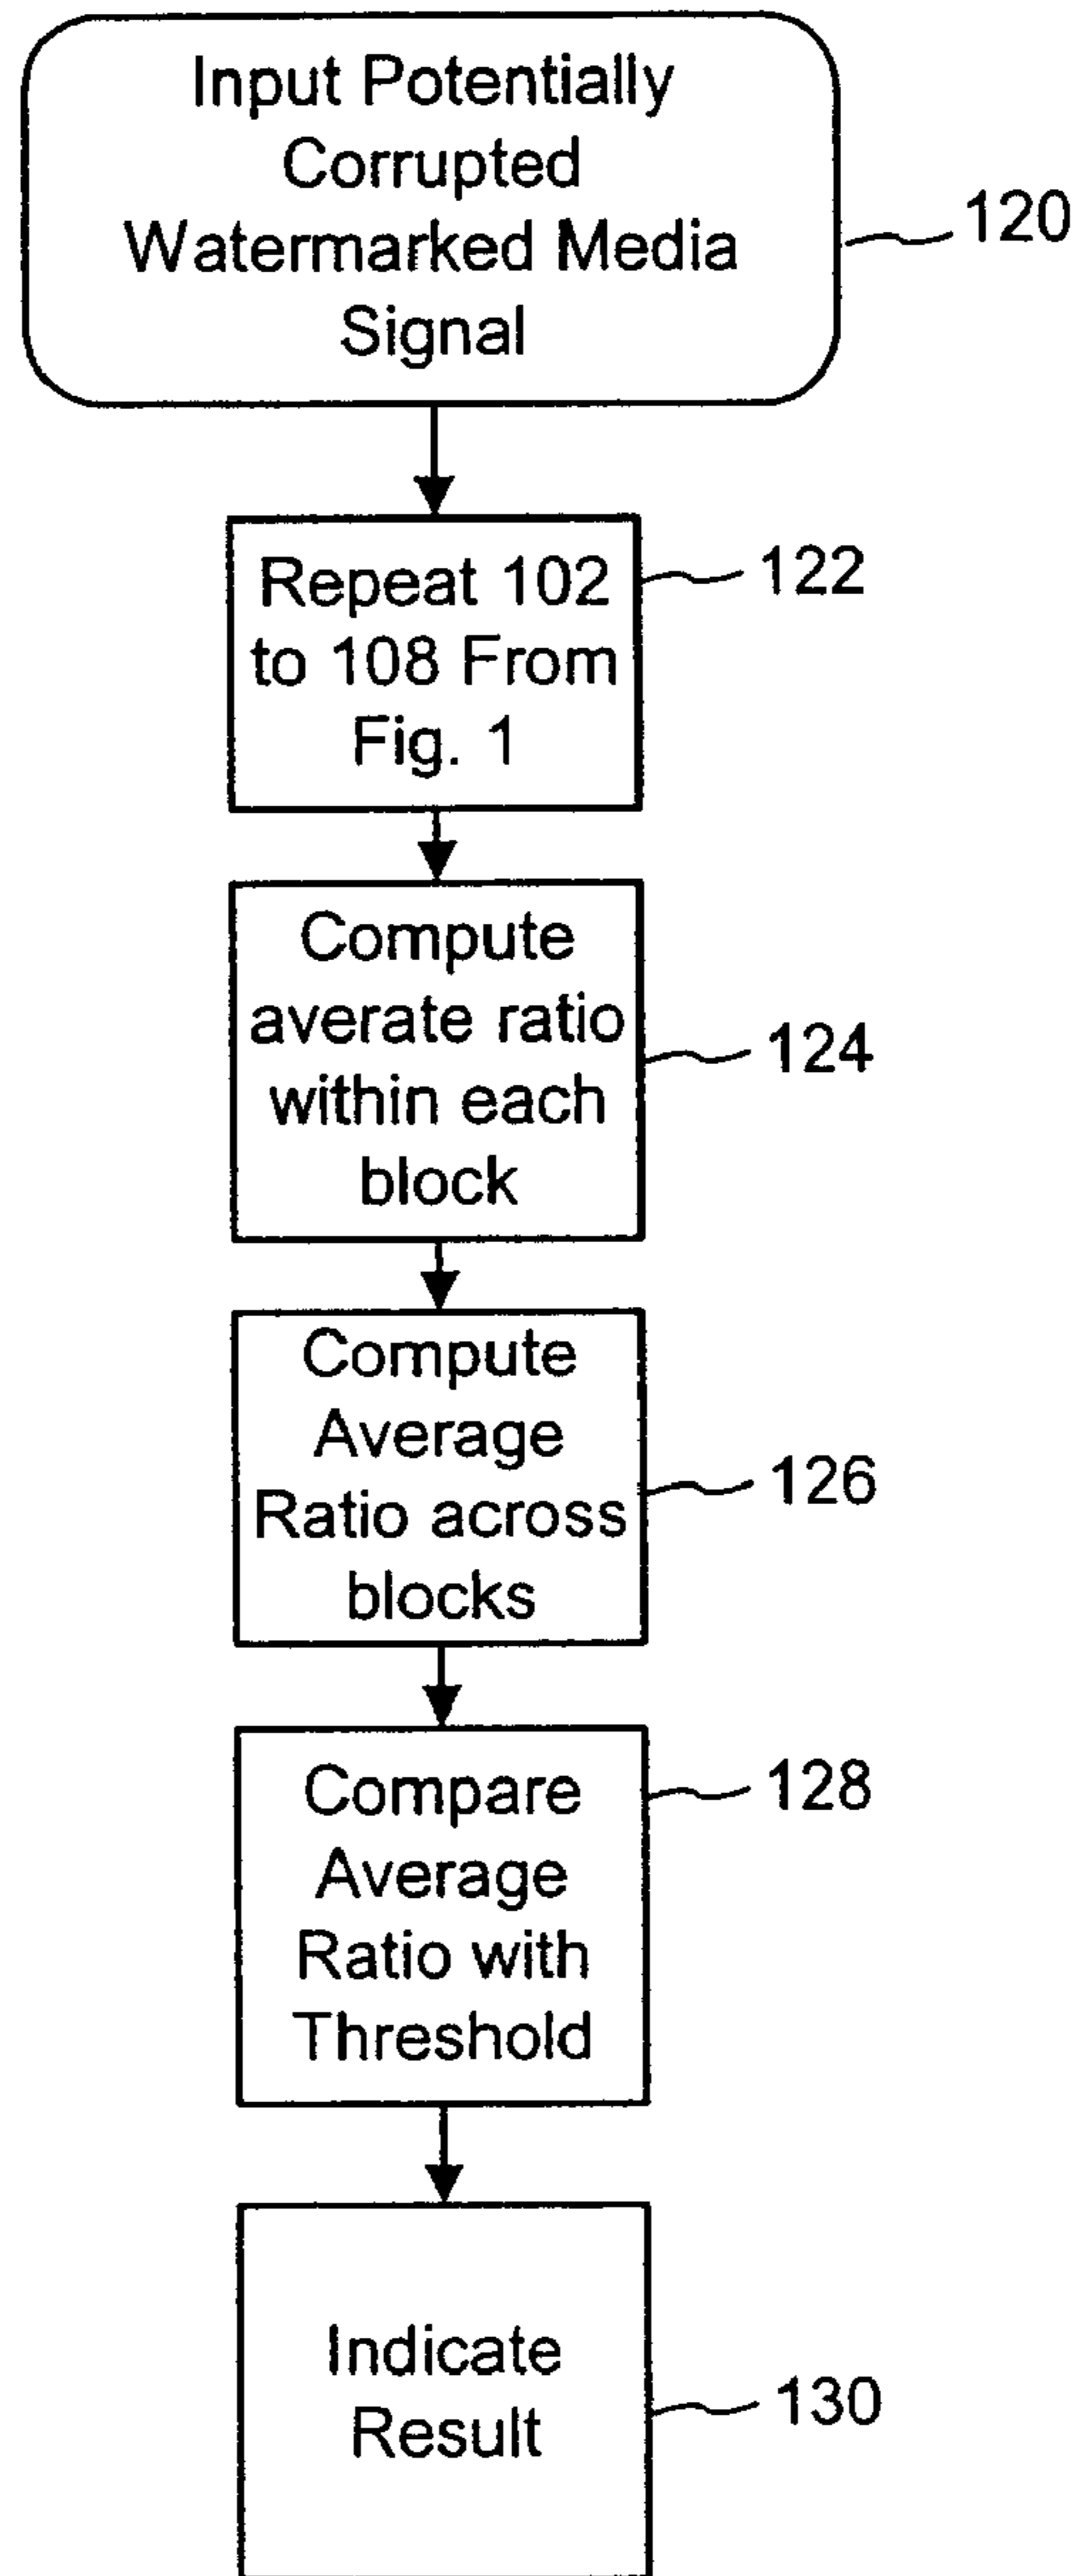 Input Potentially
Corrupted
Watermarked Media
Signal
120
Repeat 102
to 108 From
Fig. 1
122
Compute
averate ratio
within each
block
124
Compute
Average
Ratio across
blocks
126
Compare
Average
Ratio with
Threshold
128
Indicate
Result
130